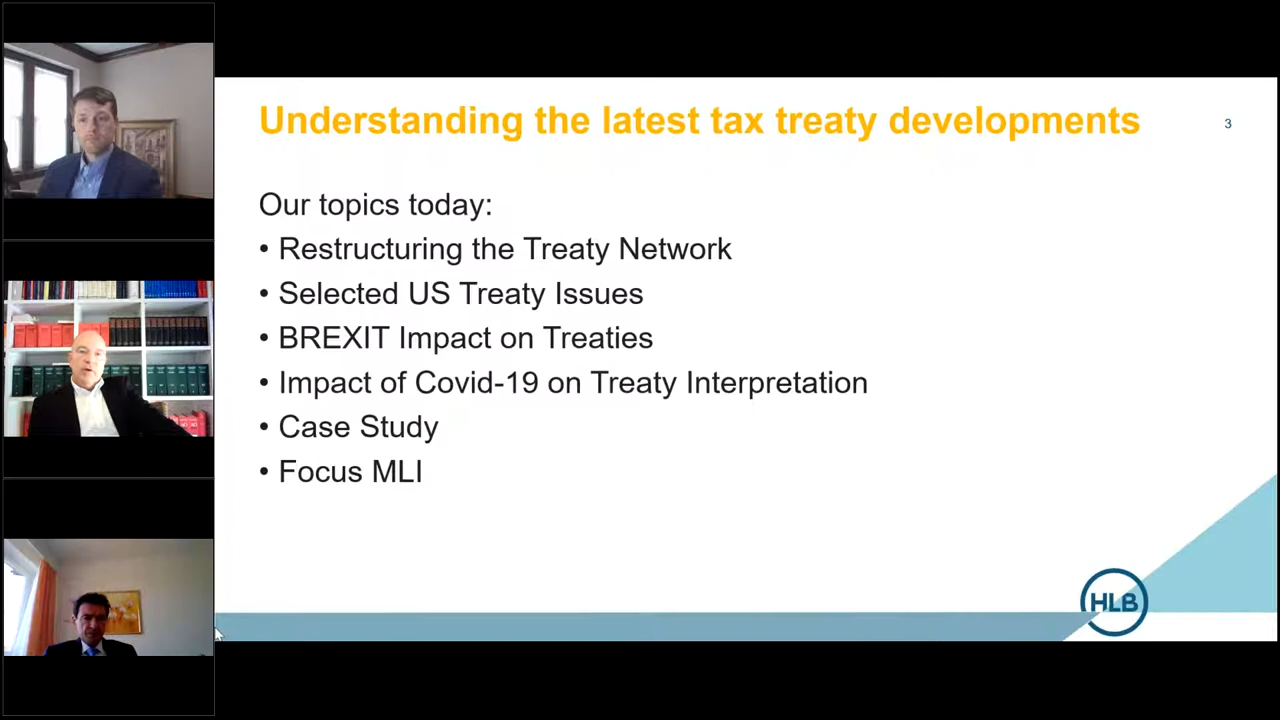 Understanding the latest tax treaty developments
3
Our topics today:
• Restructuring the Treaty Network
• Selected US Treaty Issues
• BREXIT Impact on Treaties
• Impact of Covid-19 on Treaty Interpretation
• Case Study
• Focus MLI
HLB